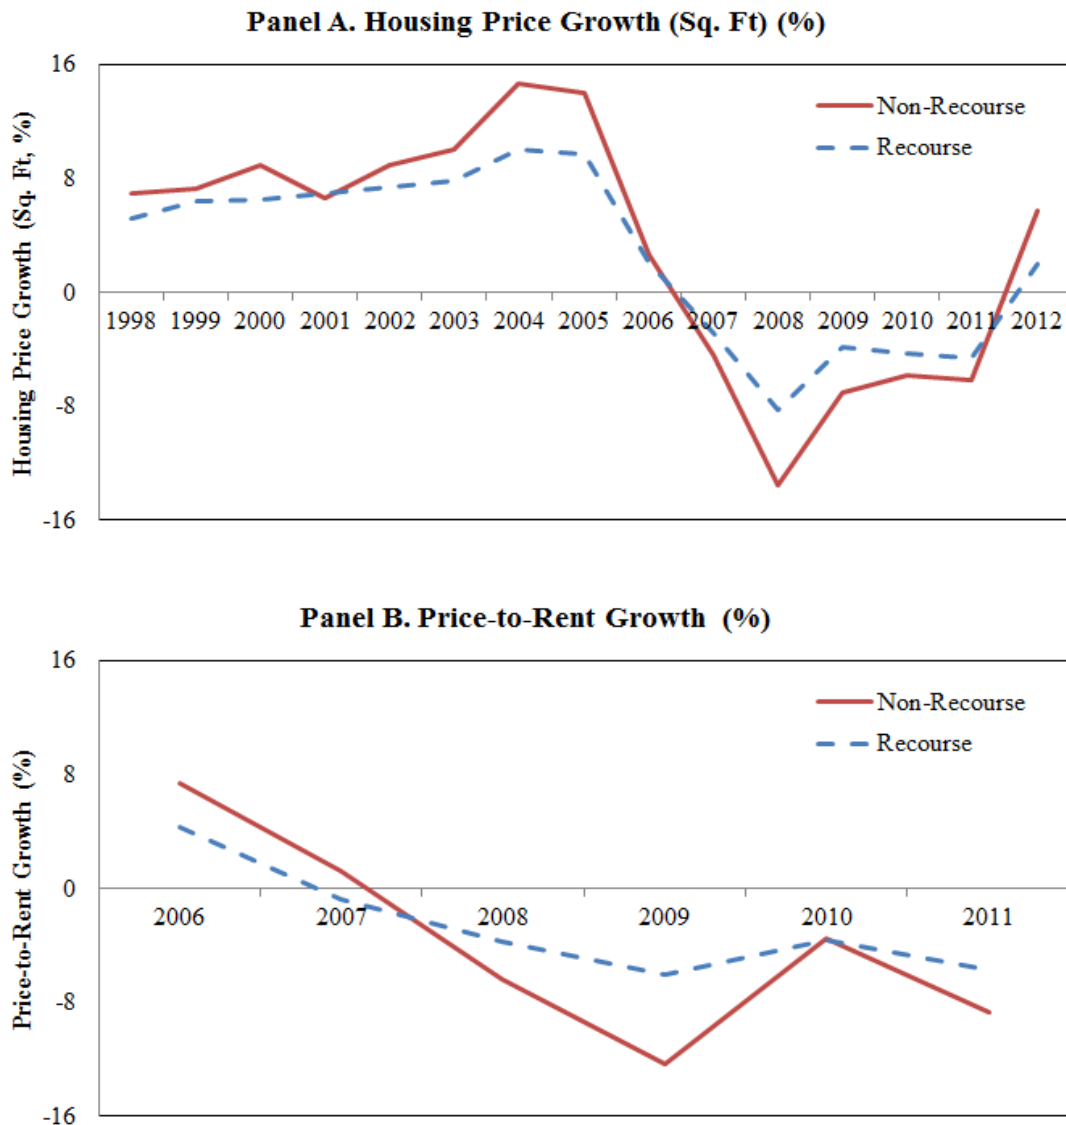 Panel A. Housing Price Growth (Sq. Ft) (%)
Housing Price Growth (Sq. Ft, %)
16
8
0
-8
-16
Non-Recourse
Recourse
1998 1999 2000 2001 2002 2003 2004 2005 2006 2007 2008 2009 2010 2011 2012
Panel B. Price-to-Rent Growth (%)
Price-to-Rent Growth (%)
16
8
0
-8
-16
Non-Recourse
Recourse
2006 2007 2008 2009 2010 2011